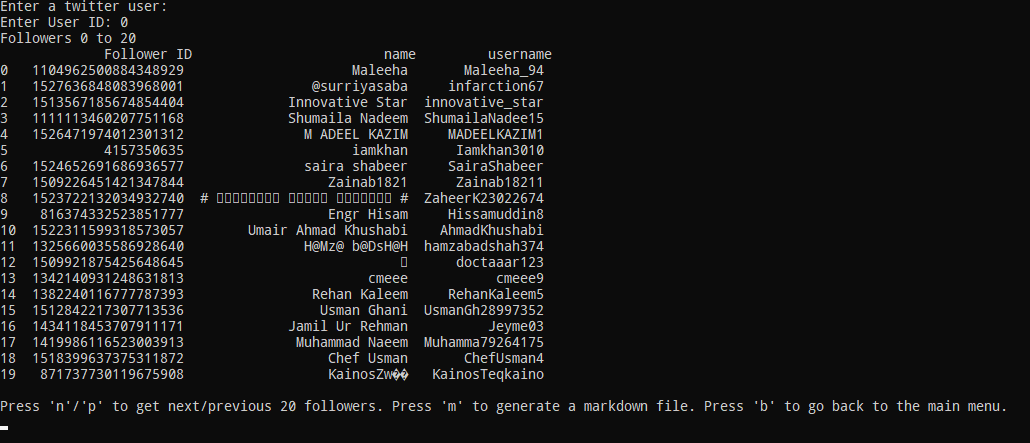 Enter a twitter user:
Enter User ID: 0
Followers 0 to 20
Follower ID name username
0 1104962500884348929 Maleeha Maleeha_94
1 1527636848083968001 @surriyasaba infarction67
2 1513567185674854404 Innovative Star innovative_star
3 1111113460207751168 Shumaila Nadeem ShumailaNadee15
4 1526471974012301312 M ADEEL KAZIM MADEELKAZIM1
5 4157350635 iamkhan Iamkhan3010
6 1524652691686936577 saira shabeer SairaShabeer
7 1509226451421347844 Zainab1821 Zainab18211
8 1523722132034932740 # ▯▯▯▯▯▯▯▯ ▯▯▯▯▯ ▯▯▯▯▯▯▯ # ZaheerK23022674
9 816374332523851777 Engr Hisam Hissamuddin8
10 1522311599318573057 Umair Ahmad Khushabi AhmadKhushabi
11 1325660035586928640 H@Mz@ b@DsH@H hamzabadshah374
12 1509921875425648645 ▯ doctaaar123
13 1342140931248631813 cmeee cmeee9
14 1382240116777787393 Rehan Kaleem RehanKaleem5
15 1512842217307713536 Usman Ghani UsmanGh28997352
16 1434118453707911171 Jamil Ur Rehman Jeyme03
17 1419986116523003913 Muhammad Naeem Muhamma79264175
18 1518399637375311872 Chef Usman ChefUsman4
19 871737730119675908 KainosZw�� KainosTeqkaino
Press 'n'/'p' to get next/previous 20 followers. Press 'm' to generate a markdown file. Press 'b' to go back to the main menu.